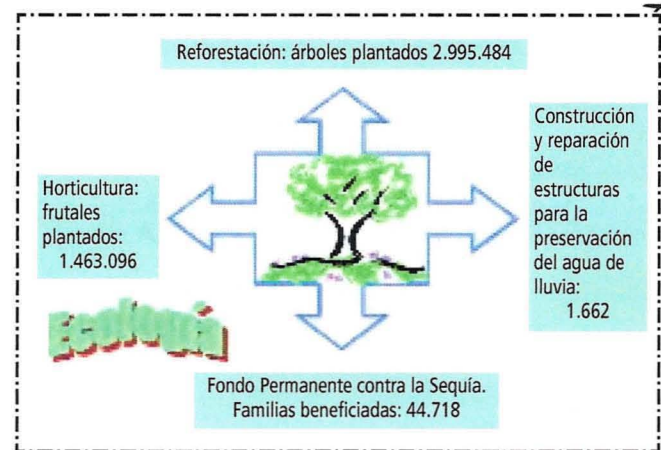 Reforestación: árboles plantados 2.995.484
Horticultura:
frutales
plantados:
1.463.096
Construcción
y reparación
de
estructuras
para la
preservación
del agua de
lluvia:
1.662
Ecología
Fondo Permanente contra la Sequía.
Familias beneficiadas: 44.718